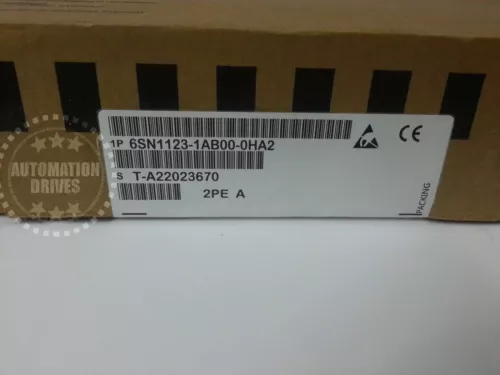 AUTOMATION
DRIVES
1P 6SN1123-1AB00-0HA2
S T-A22023670
2PE A
CE
PACKING